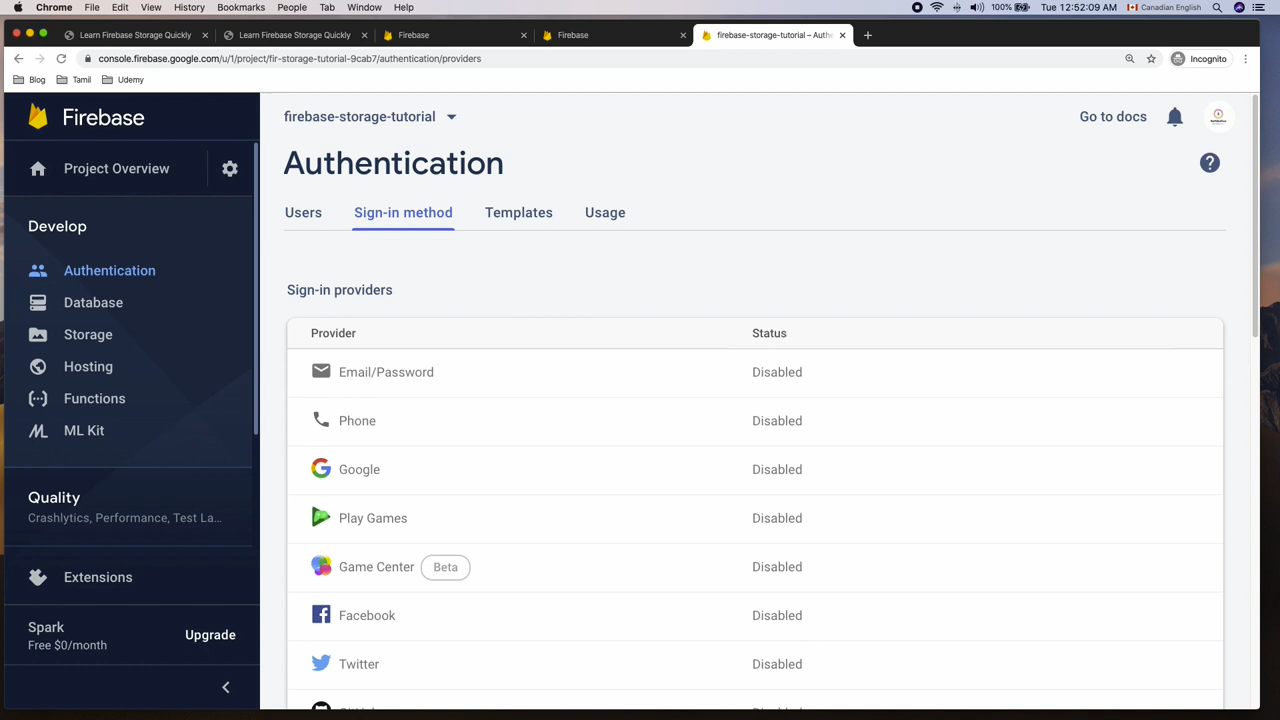 Chrome File Edit View History Bookmarks People Tab Window Help 100% Tue 12:52:09 AM Canadian English
Learn Firebase Storage Quickly Learn Firebase Storage Quickly Firebase Firebase firebase-storage-tutorial – Auth
console.firebase.google.com/u/1/project/fir-storage-tutorial-9cab7/authentication/providers Incognito
Blog Tamil Udemy
Firebase
firebase-storage-tutorial
Go to docs
Project Overview
Authentication
Users Sign-in method Templates Usage
Develop
Authentication
Database
Storage
Hosting
Functions
ML Kit
Quality
Crashlytics, Performance, Test La...
Extensions
Spark
Free $0/month
Upgrade
Sign-in providers
Provider Status
Email/Password Disabled
Phone Disabled
Google Disabled
Play Games Disabled
Game Center Beta Disabled
Facebook Disabled
Twitter Disabled